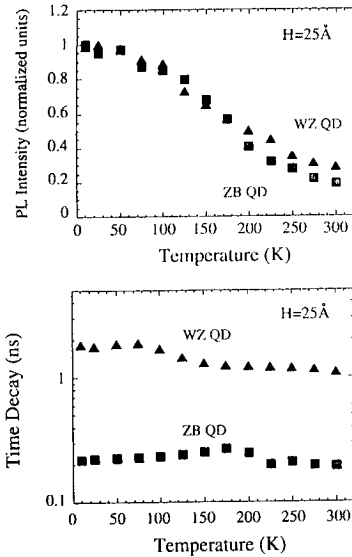 H=25Å
1.2
1
0.8
0.6
0.4
0.2
0
PL Intensity (normalized units)
WZ QD
ZB QD
0 50 100 150 200 250 300
Temperature (K)
H=25Å
WZ QD
1
Time Decay (ns)
ZB QD
0.1
0 50 100 150 200 250 300
Temperature (K)